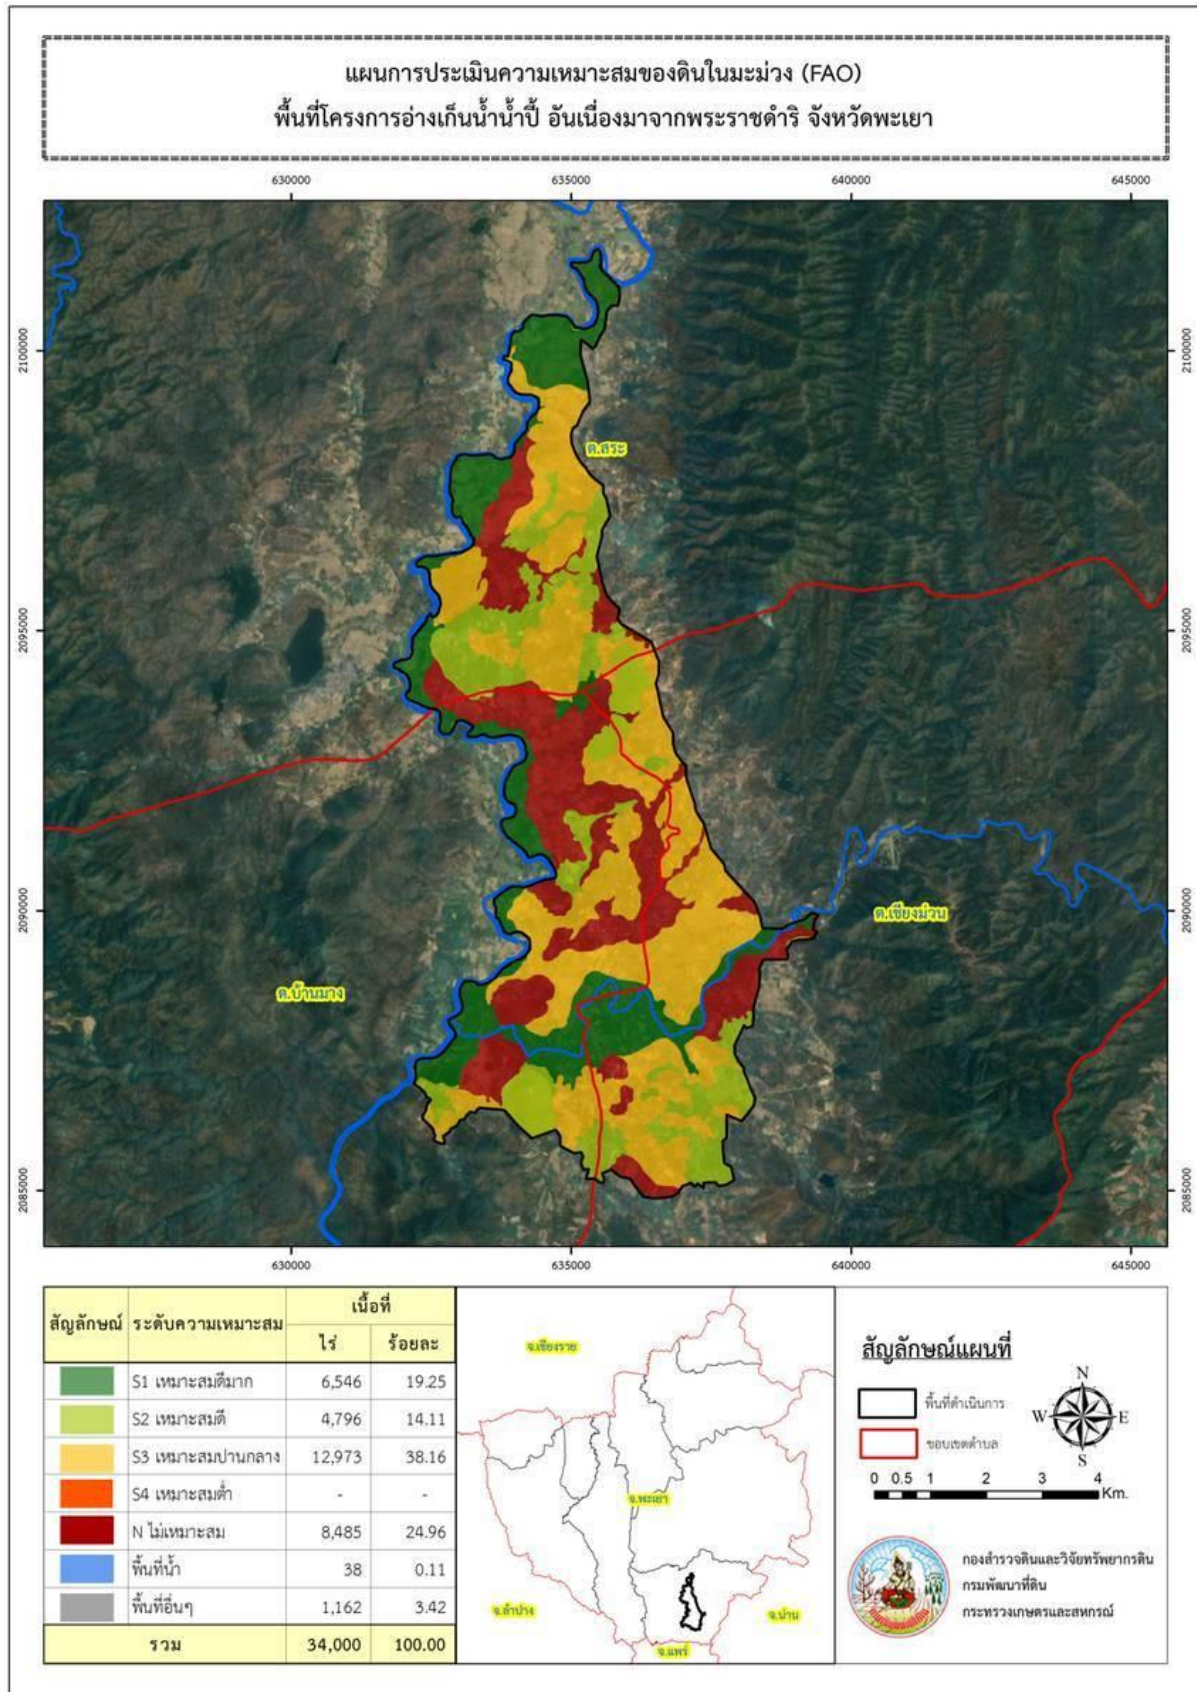 แผนการประเมินความเหมาะสมของดินในมะม่วง (FAO)
พื้นที่โครงการอ่างเก็บน้ำน้ำปี้ อันเนื่องมาจากพระราชดำริ จังหวัดพะเยา
630000 635000 640000 645000
2100000 2100000
ต.สระ
2095000 2095000
2090000 2090000
ต.เชียงม่วน
ต.บ้านมาง
2085000 2085000
630000 635000 640000 645000
สัญลักษณ์ ระดับความเหมาะสม เนื้อที่
ไร่ ร้อยละ
S1 เหมาะสมดีมาก 6,546 19.25
S2 เหมาะสมดี 4,796 14.11
S3 เหมาะสมปานกลาง 12,973 38.16
S4 เหมาะสมต่ำ - -
N ไม่เหมาะสม 8,485 24.96
พื้นที่น้ำ 38 0.11
พื้นที่อื่นๆ 1,162 3.42
รวม 34,000 100.00
จ.เชียงราย
จ.พะเยา
จ.ลำปาง
จ.น่าน
จ.แพร่
สัญลักษณ์แผนที่
พื้นที่ดำเนินการ
ขอบเขตตำบล
N
W E
S
0 0.5 1 2 3 4
Km.
กองสำรวจดินและวิจัยทรัพยากรดิน
กรมพัฒนาที่ดิน
กระทรวงเกษตรและสหกรณ์